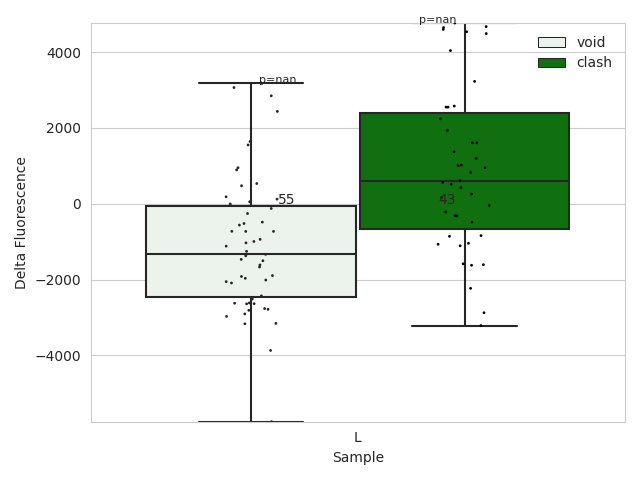 p=nan
p=nan
void
clash
4000
2000
0
−2000
−4000
55
43
Delta Fluorescence
L
Sample